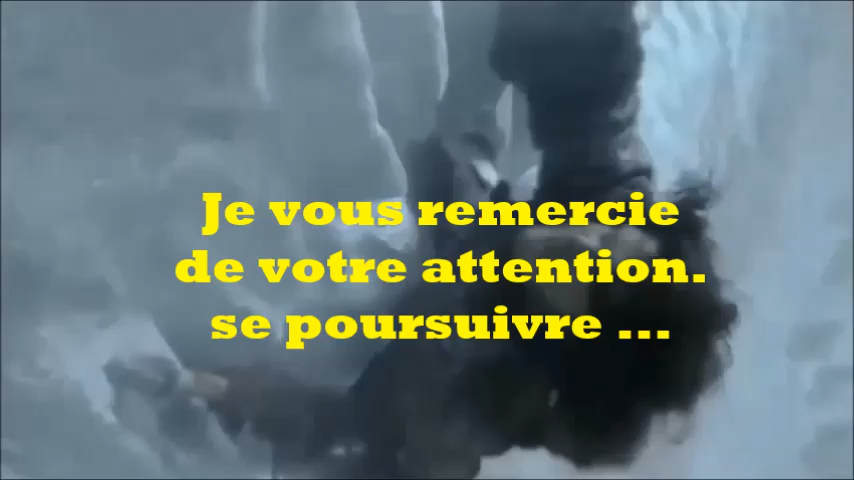 Je vous remercie
de votre attention.
se poursuivre ...